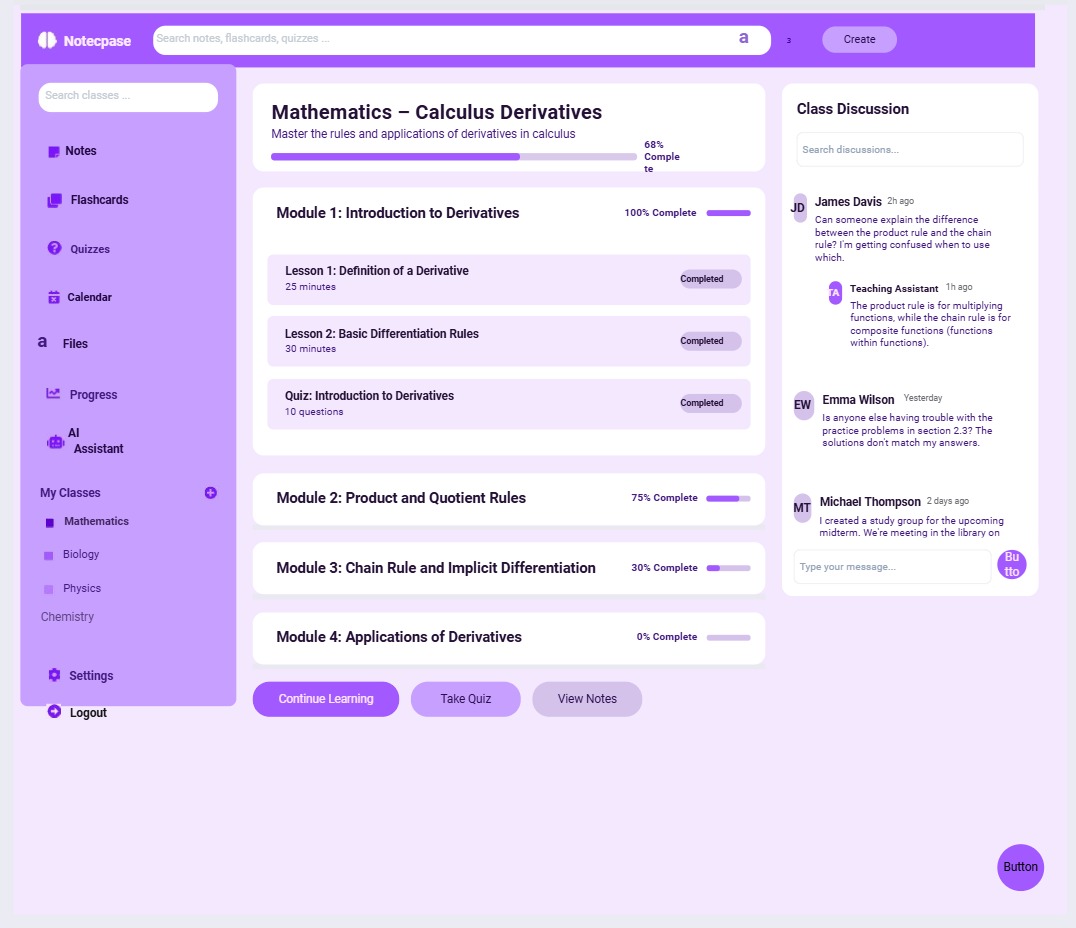 Notecpase
Search notes, flashcards, quizzes ...
a
3
Create
Search classes ...
Notes
Flashcards
Quizzes
Calendar
a
Files
Progress
AI
Assistant
My Classes
Mathematics
Biology
Physics
Chemistry
Settings
Logout
Mathematics – Calculus Derivatives
Master the rules and applications of derivatives in calculus
68%
Comple
te
Module 1: Introduction to Derivatives
100% Complete
Lesson 1: Definition of a Derivative
25 minutes
Completed
Lesson 2: Basic Differentiation Rules
30 minutes
Completed
Quiz: Introduction to Derivatives
10 questions
Completed
Module 2: Product and Quotient Rules
75% Complete
Module 3: Chain Rule and Implicit Differentiation
30% Complete
Module 4: Applications of Derivatives
0% Complete
Continue Learning
Take Quiz
View Notes
Class Discussion
Search discussions...
JD
James Davis 2h ago
Can someone explain the difference
between the product rule and the chain
rule? I'm getting confused when to use
which.
TA
Teaching Assistant 1h ago
The product rule is for multiplying
functions, while the chain rule is for
composite functions (functions
within functions).
EW
Emma Wilson Yesterday
Is anyone else having trouble with the
practice problems in section 2.3? The
solutions don't match my answers.
MT
Michael Thompson 2 days ago
I created a study group for the upcoming
midterm. We're meeting in the library on
Type your message...
Bu
tto
Button